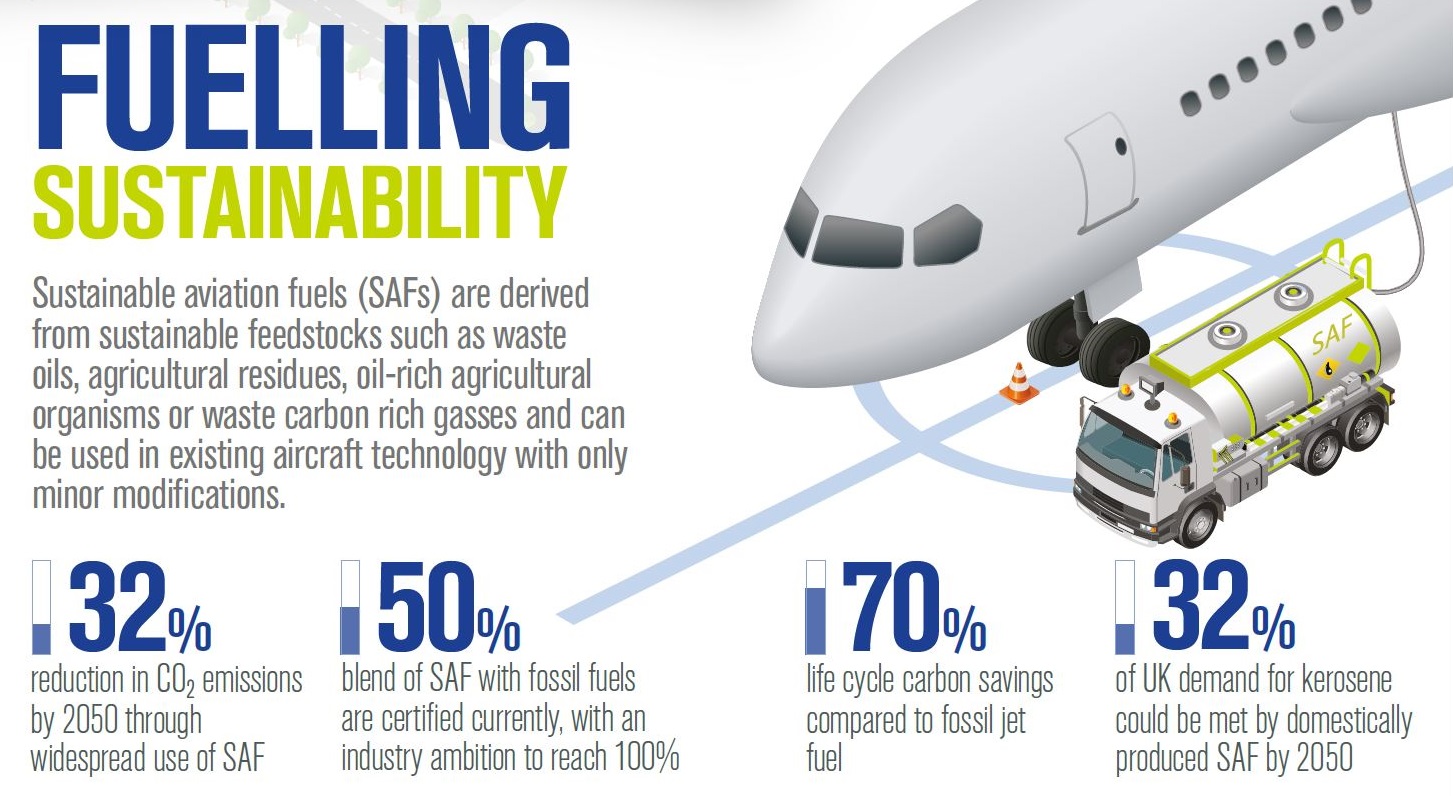 FUELLING
SUSTAINABILITY
Sustainable aviation fuels (SAFs) are derived
from sustainable feedstocks such as waste
oils, agricultural residues, oil-rich agricultural
organisms or waste carbon rich gasses and can
be used in existing aircraft technology with only
minor modifications.
SAF
32%
reduction in CO₂ emissions
by 2050 through
widespread use of SAF
50%
blend of SAF with fossil fuels
are certified currently, with an
industry ambition to reach 100%
70%
life cycle carbon savings
compared to fossil jet
fuel
32%
of UK demand for kerosene
could be met by domestically
produced SAF by 2050